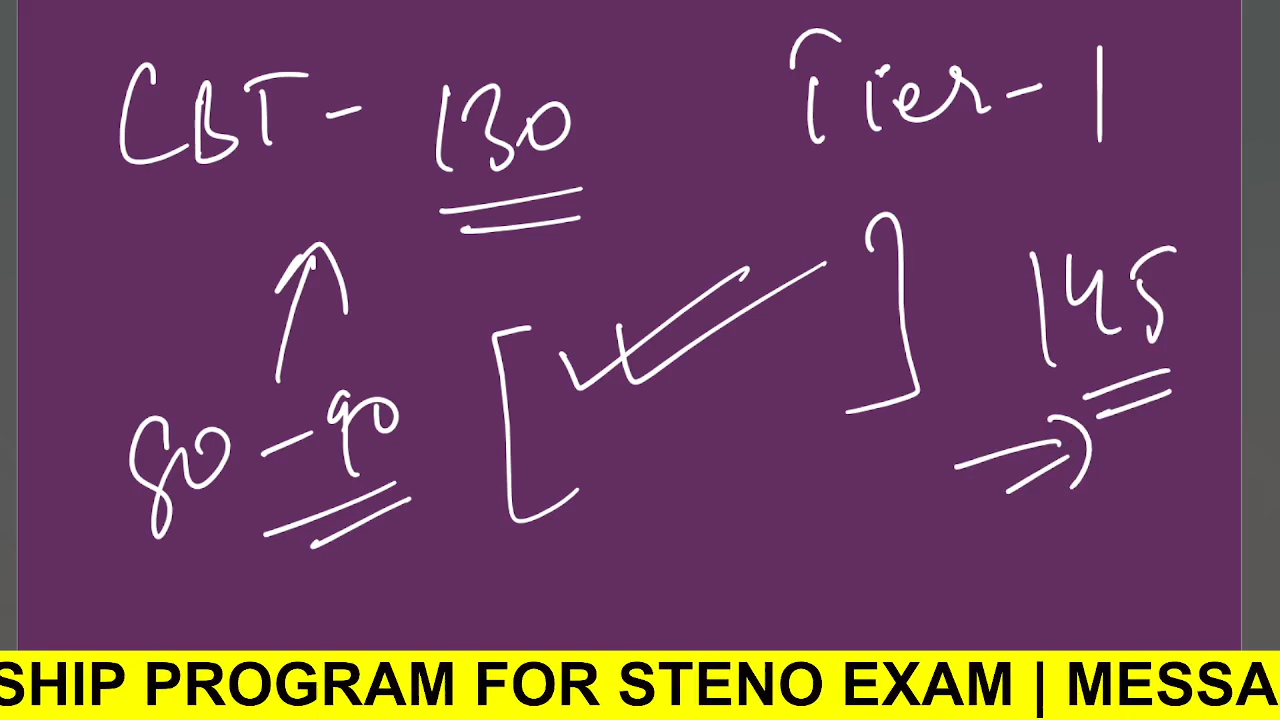 CBT - 130
Tier - 1
145
80 - 90
SHIP PROGRAM FOR STENO EXAM | MESSA